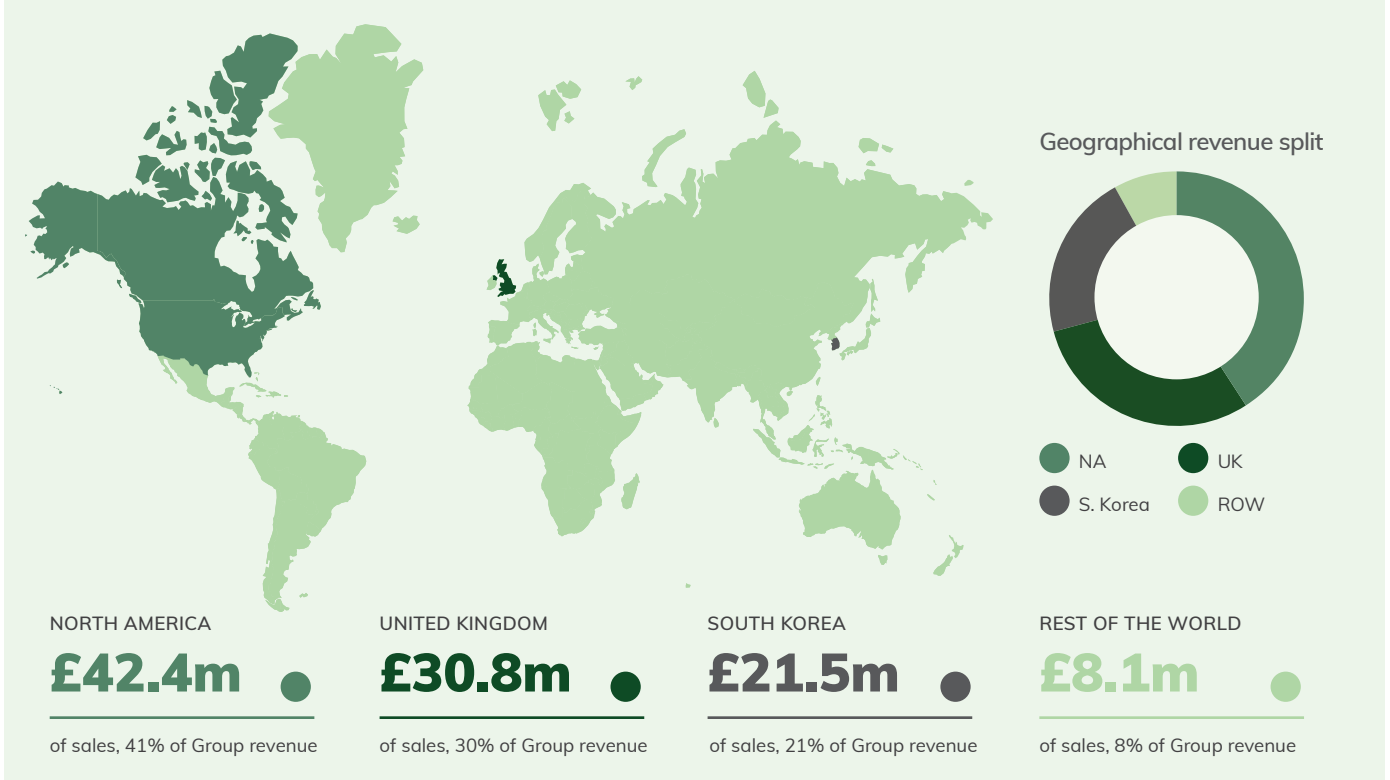 Geographical revenue split
NA
UK
S. Korea
ROW
NORTH AMERICA
£42.4m
of sales, 41% of Group revenue
UNITED KINGDOM
£30.8m
of sales, 30% of Group revenue
SOUTH KOREA
£21.5m
of sales, 21% of Group revenue
REST OF THE WORLD
£8.1m
of sales, 8% of Group revenue